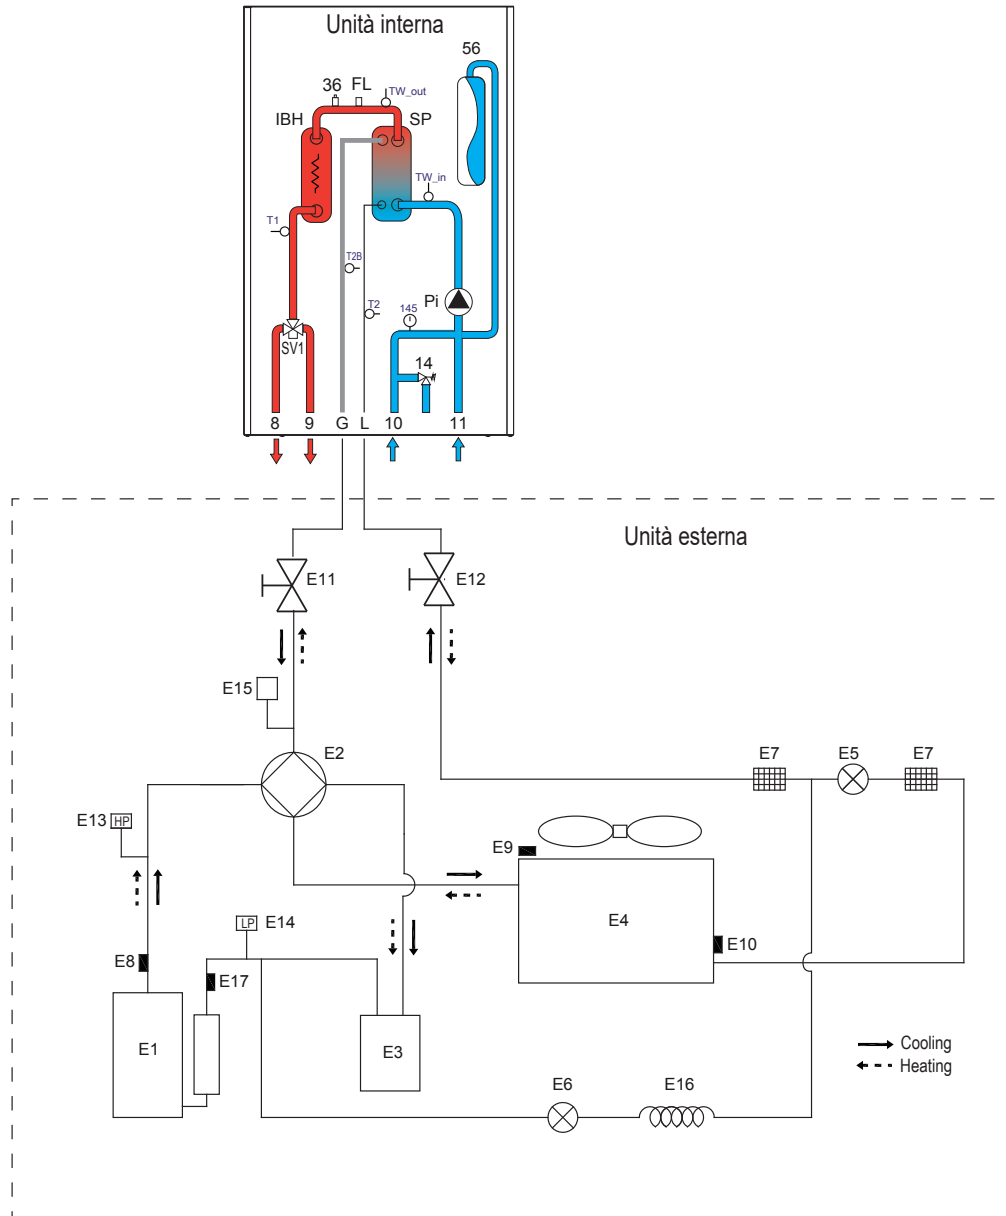 Unità interna
56
36 FL
TW_out
IBH
SP
TW_in
T1
T2B
T2
Pi
145
SV1
14
8 9 G L 10 11
Unità esterna
E11
E12
E15
E2
E7 E5 E7
E13 HP
E9
E4
LP E14
E10
E8
E17
E1
E3
Cooling
Heating
E6
E16